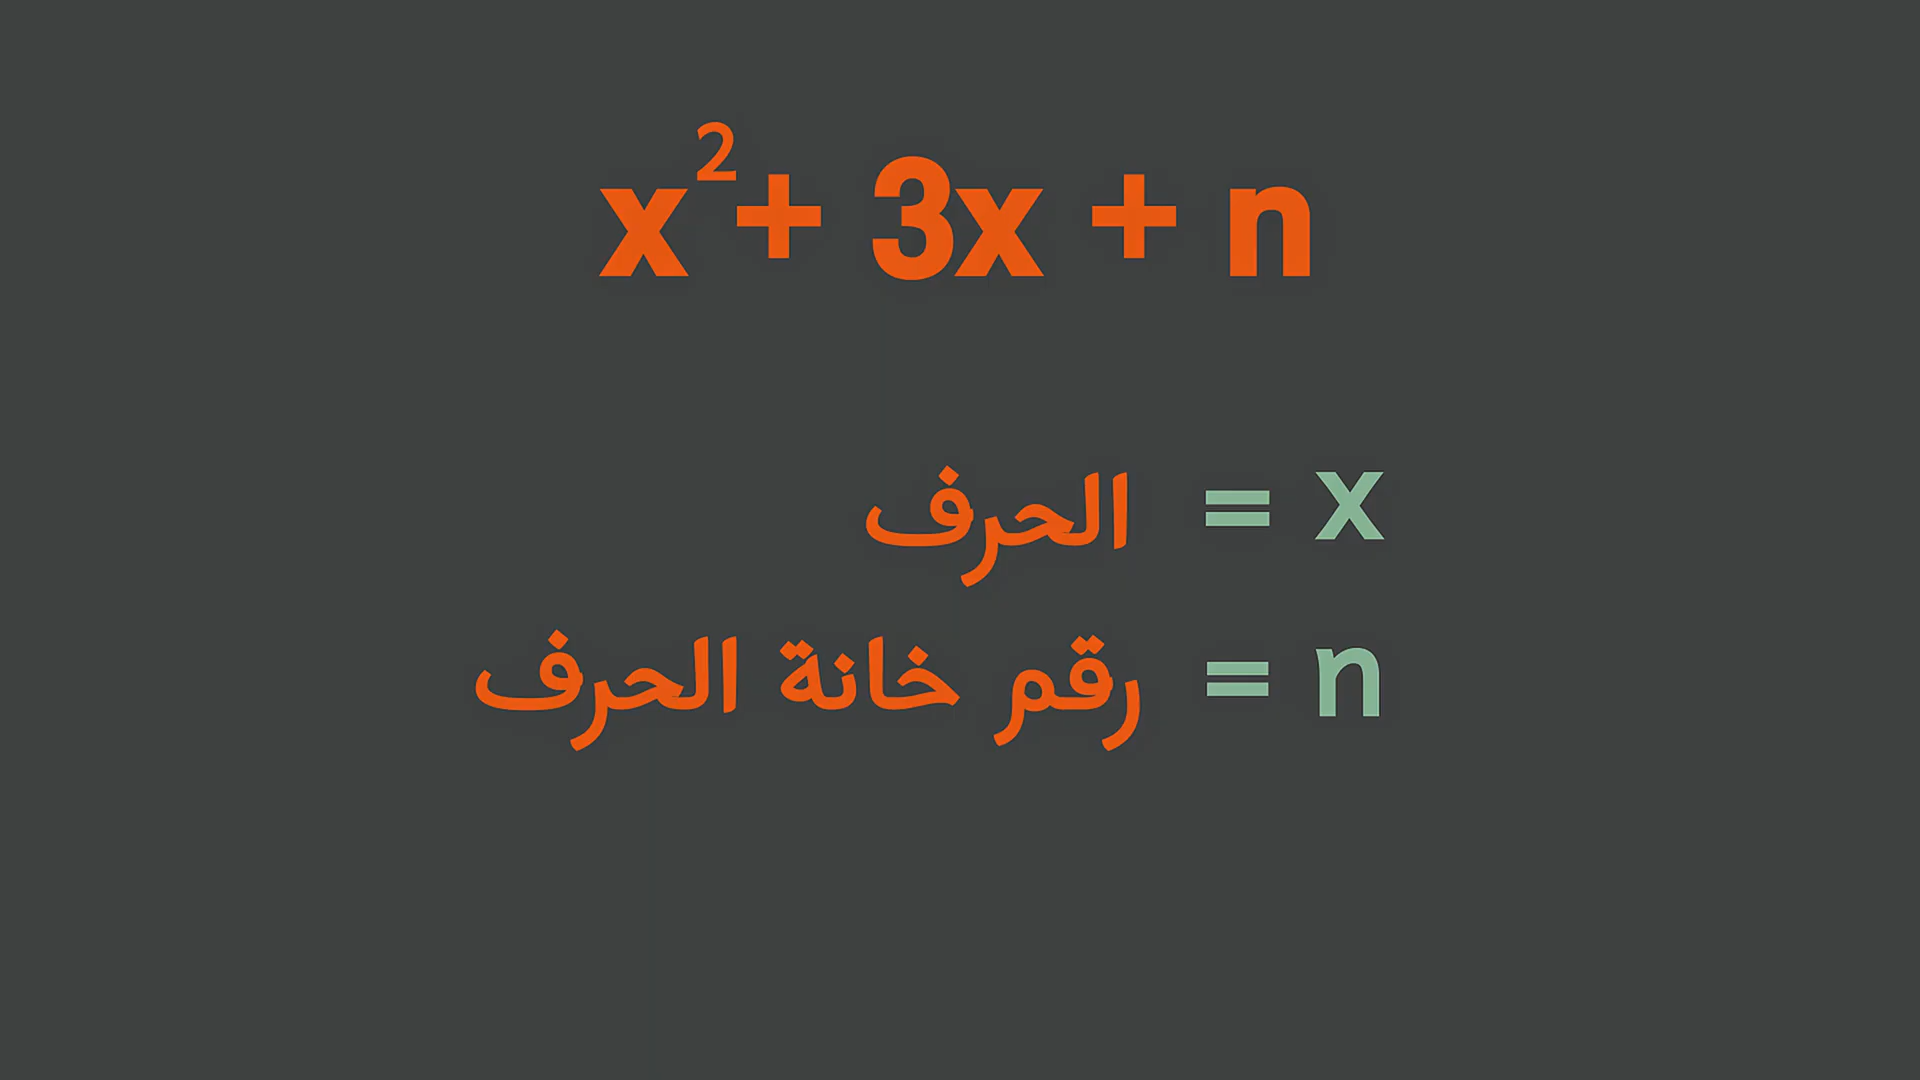 x²+ 3x + n
x = الحرف
n = رقم خانة الحرف